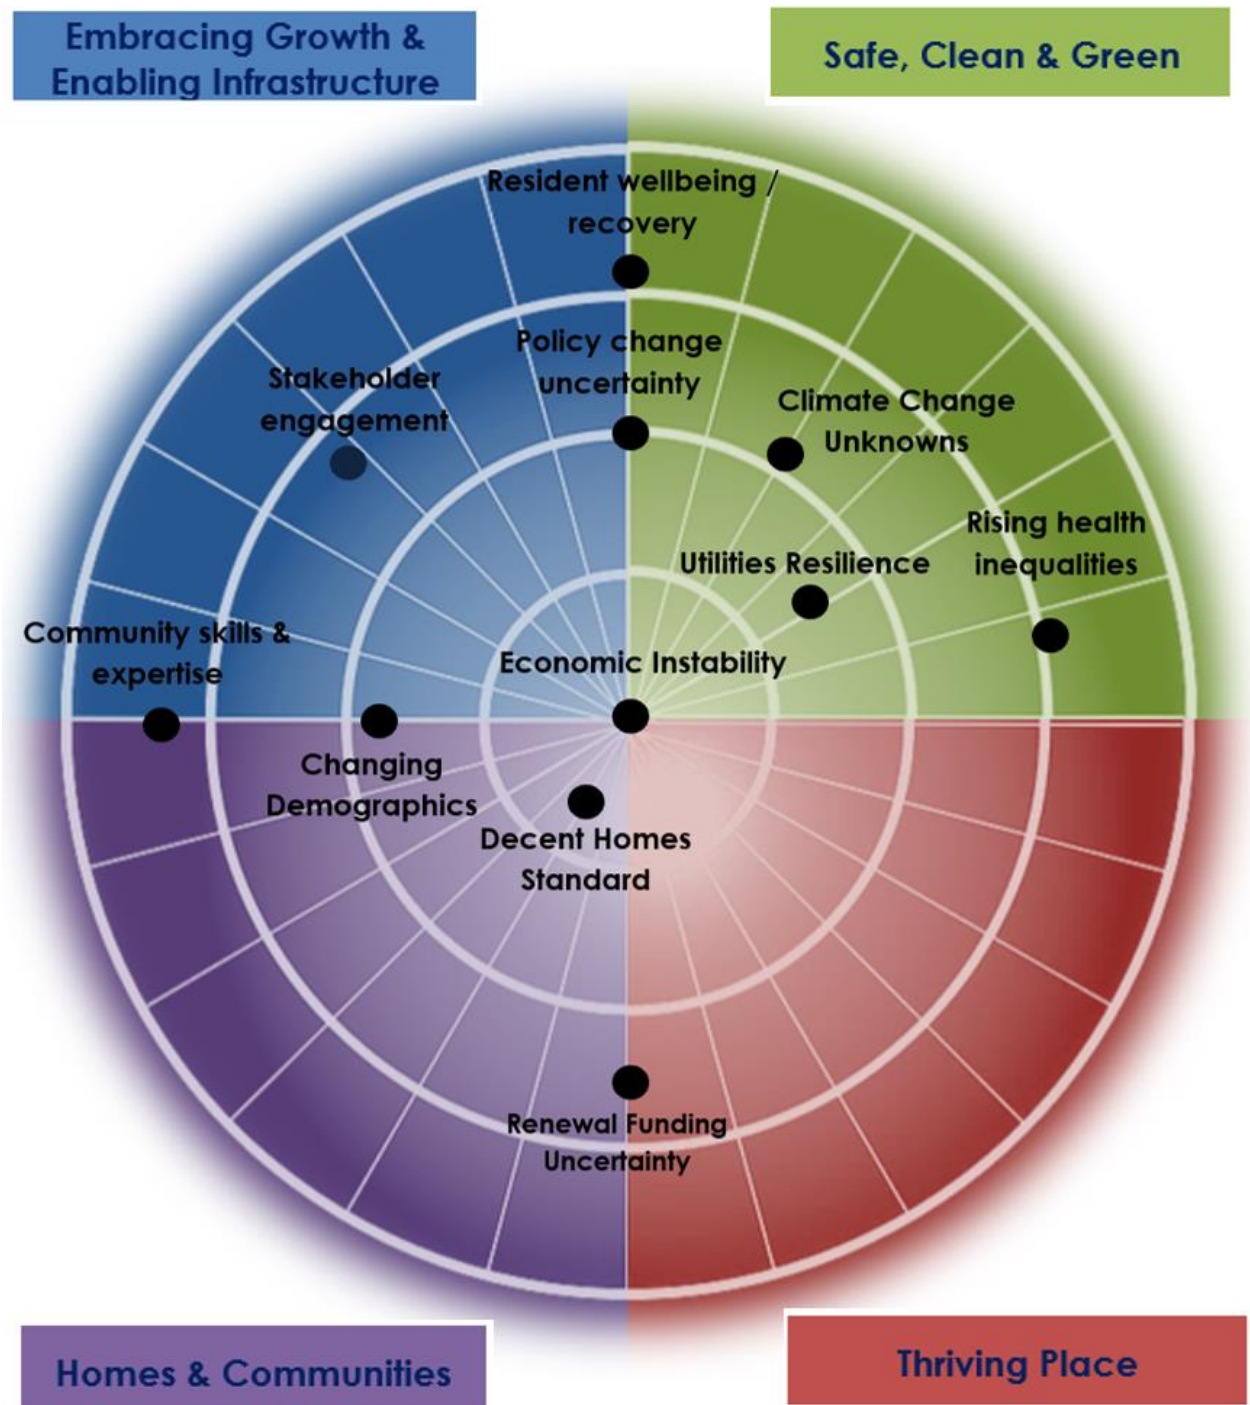 Embracing Growth &
Enabling Infrastructure
Safe, Clean & Green
Resident wellbeing /
recovery
Policy change
uncertainty
Stakeholder
engagement
Climate Change
Unknowns
Rising health
inequalities
Utilities Resilience
Community skills &
expertise
Economic Instability
Changing
Demographics
Decent Homes
Standard
Renewal Funding
Uncertainty
Homes & Communities
Thriving Place